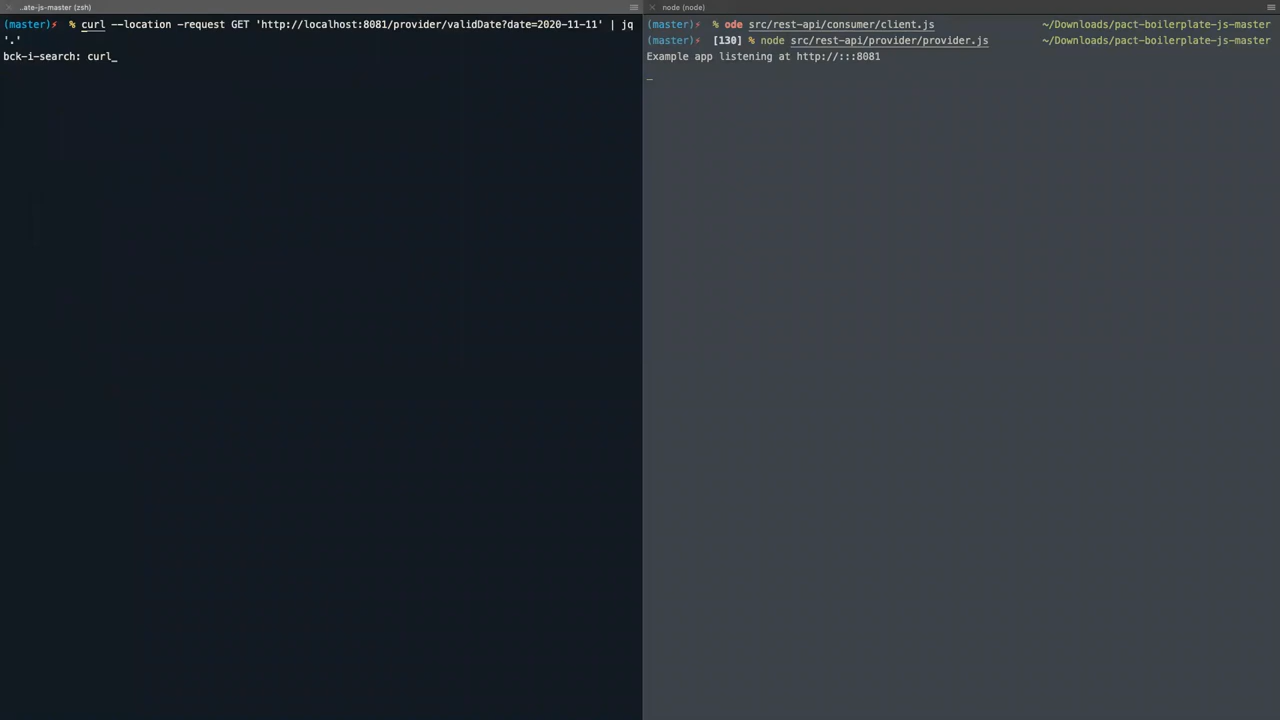 ..ate-js-master (zsh)
(master)⚡ % curl --location -request GET 'http://localhost:8081/provider/validDate?date=2020-11-11' | jq
'.'
bck-i-search: curl_
node (node)
(master)⚡ % ode src/rest-api/consumer/client.js ~/Downloads/pact-boilerplate-js-master
(master)⚡ [130] % node src/rest-api/provider/provider.js ~/Downloads/pact-boilerplate-js-master
Example app listening at http://:::8081
_